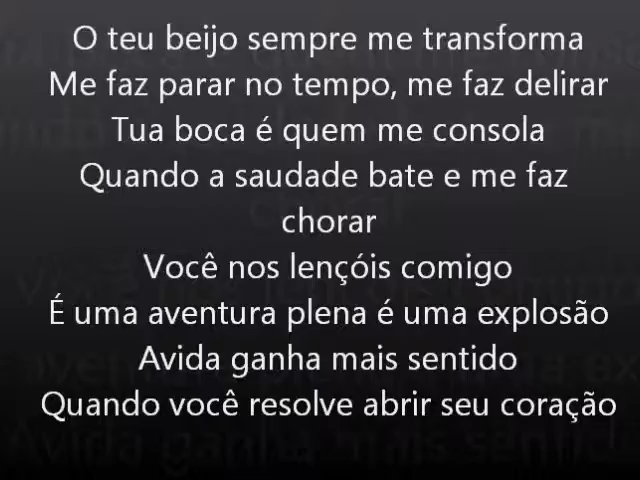 O teu beijo sempre me transforma
Me faz parar no tempo, me faz delirar
Tua boca é quem me consola
Quando a saudade bate e me faz
chorar
Você nos lençóis comigo
É uma aventura plena é uma explosão
Avida ganha mais sentido
Quando você resolve abrir seu coração